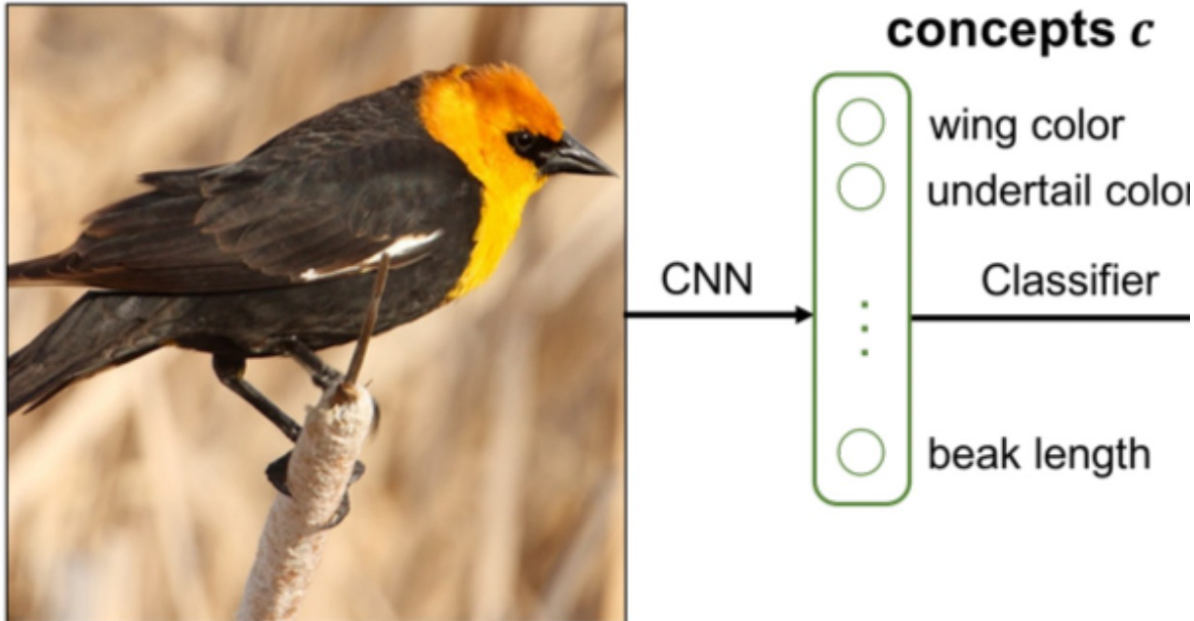 concepts c
wing color
undertail color
CNN
Classifier
beak length